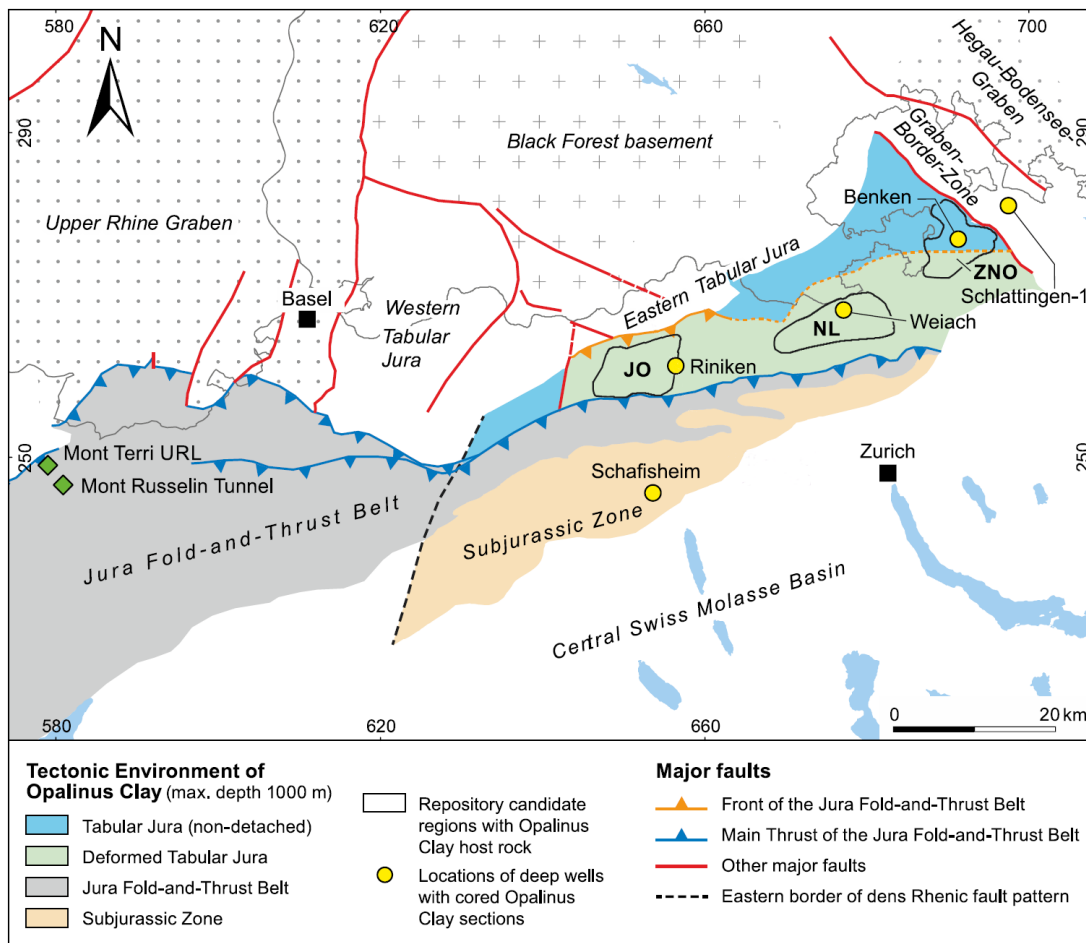 580
620
660
700
N
290
290
Hegau-Bodensee-
Graben
Graben-
Border-Zone
Black Forest basement
Upper Rhine Graben
Benken
ZNO
Schlattingen-1
Eastern Tabular Jura
Basel
Western
Tabular
Jura
NL
Weiach
JO
Riniken
250
250
Mont Terri URL
Mont Russelin Tunnel
Zurich
Schafisheim
Jura Fold-and-Thrust Belt
Subjurassic Zone
Central Swiss Molasse Basin
0
20 km
580
620
660
Tectonic Environment of
Opalinus Clay (max. depth 1000 m)
Tabular Jura (non-detached)
Deformed Tabular Jura
Jura Fold-and-Thrust Belt
Subjurassic Zone
Repository candidate
regions with Opalinus
Clay host rock
Locations of deep wells
with cored Opalinus
Clay sections
Major faults
Front of the Jura Fold-and-Thrust Belt
Main Thrust of the Jura Fold-and-Thrust Belt
Other major faults
Eastern border of dens Rhenic fault pattern